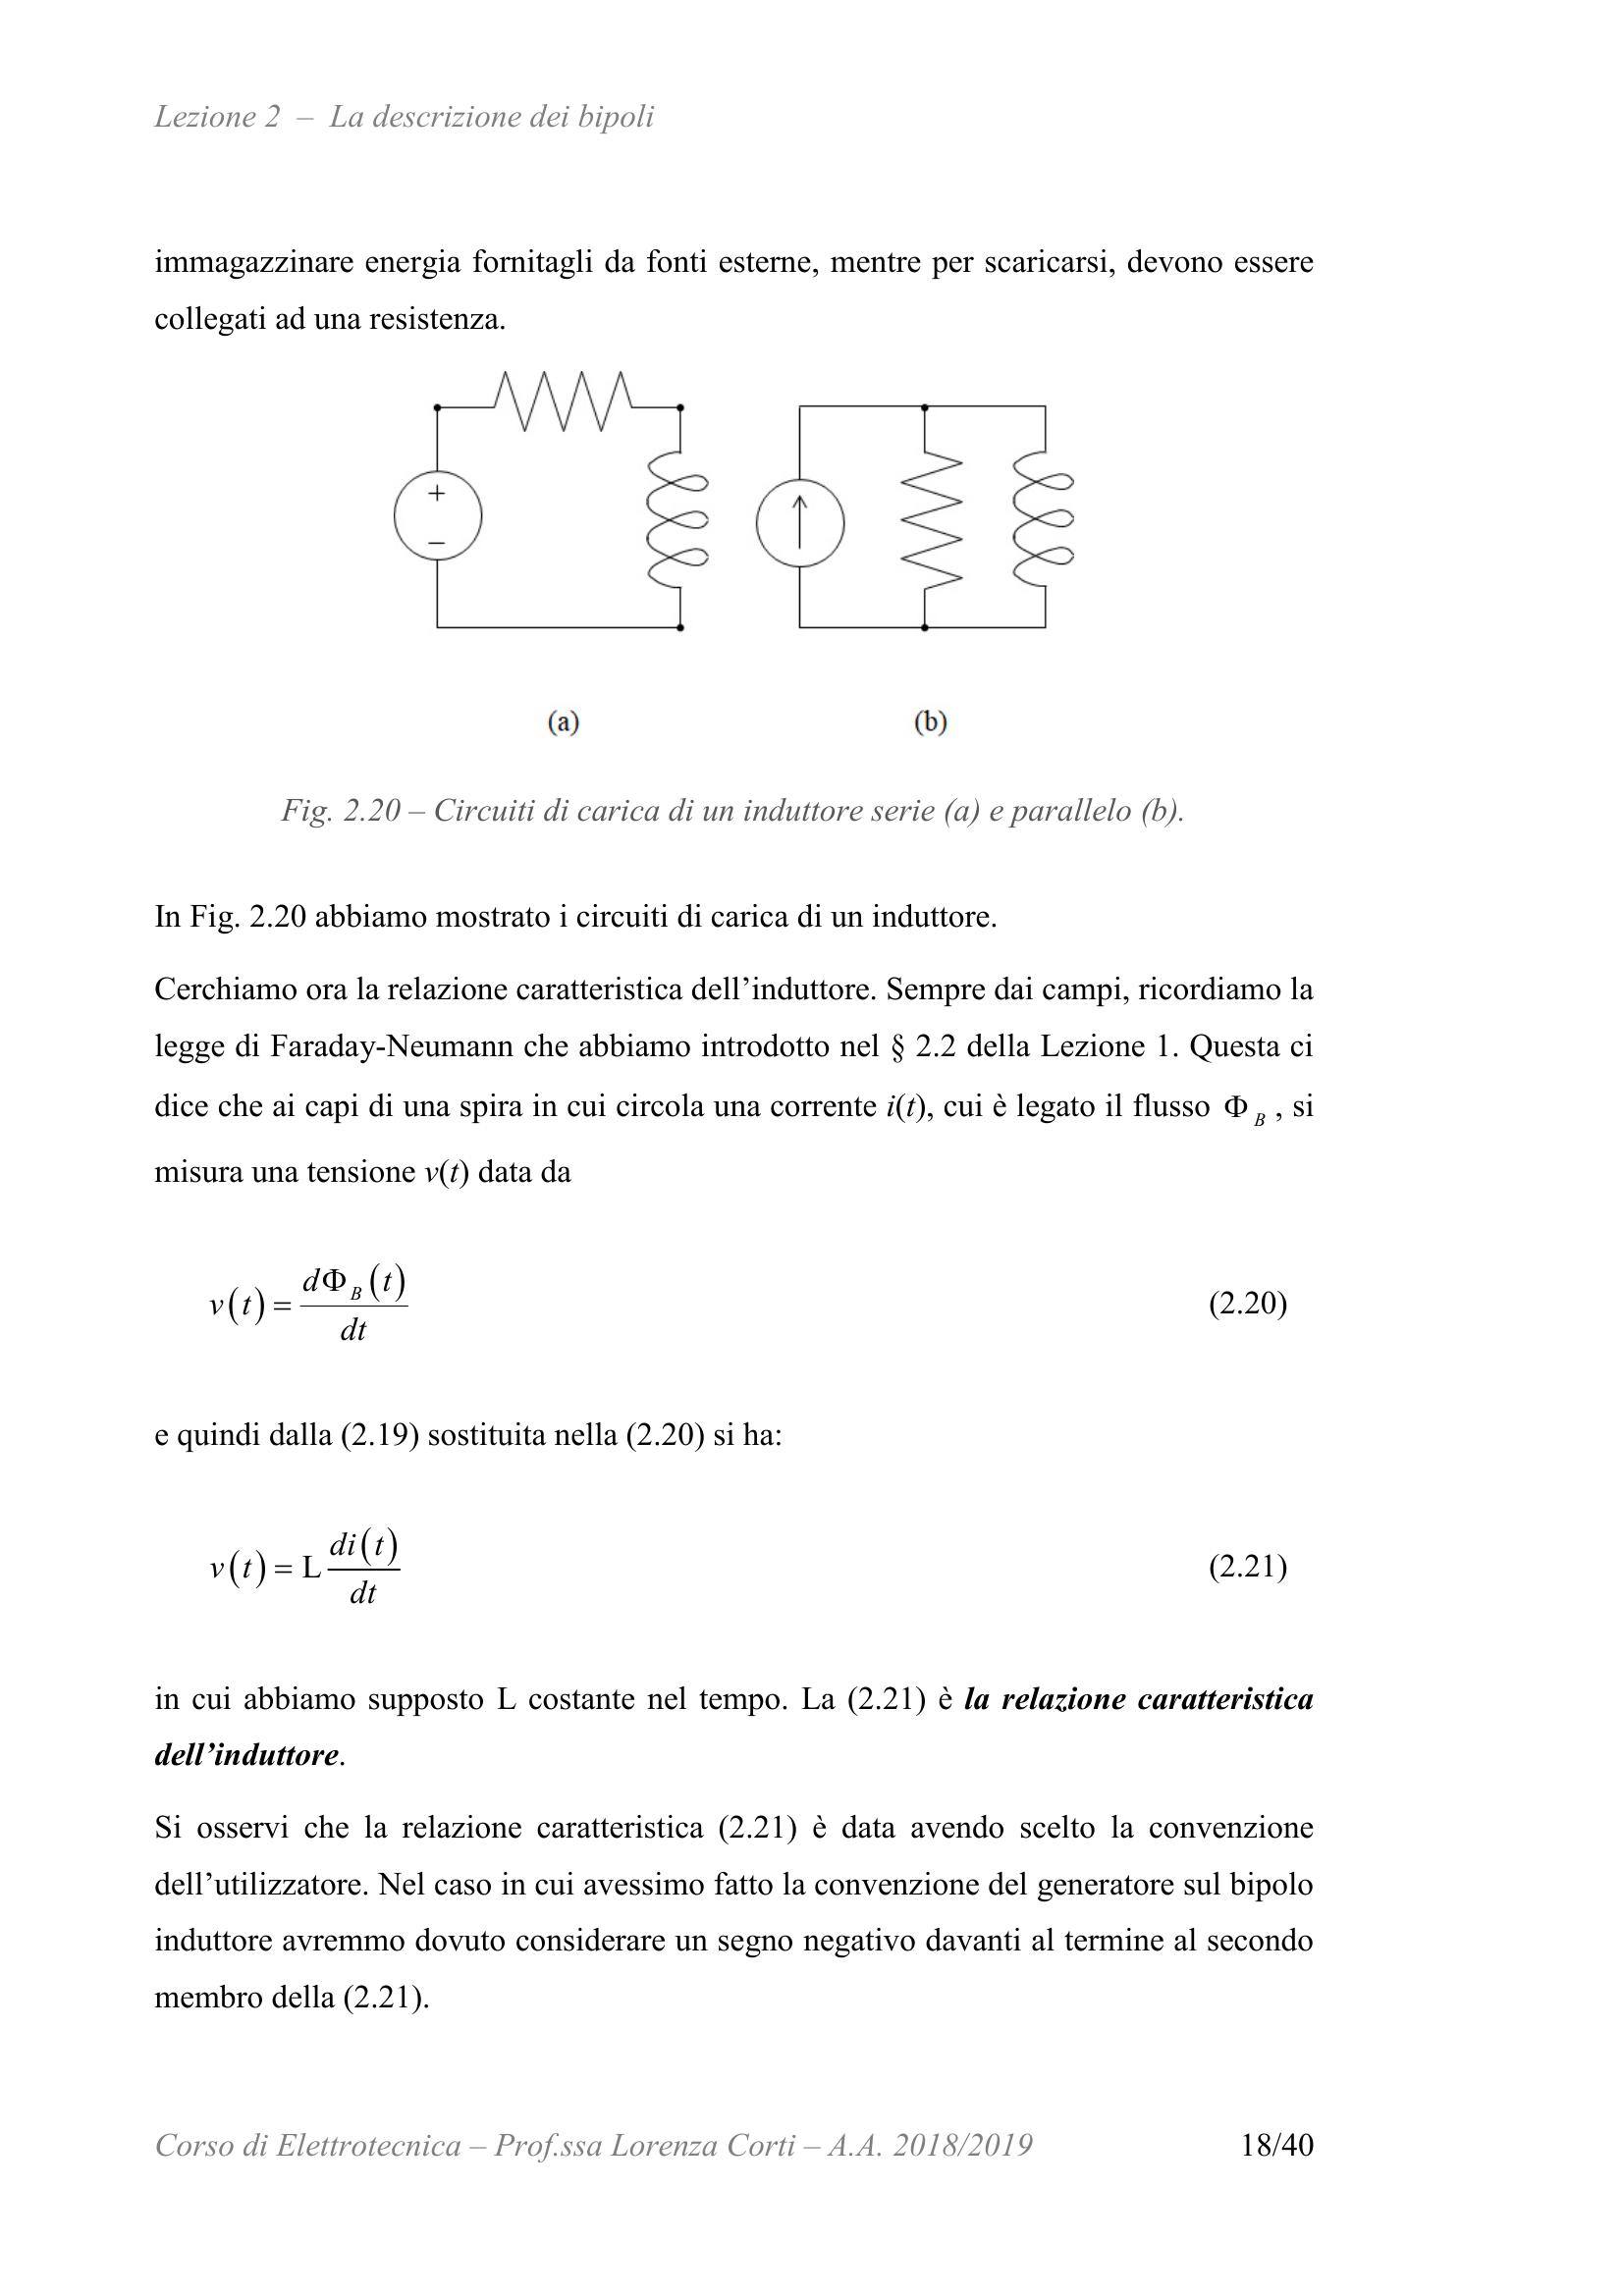 Lezione 2 – La descrizione dei bipoli
immagazzinare energia fornitagli da fonti esterne, mentre per scaricarsi, devono essere
collegati ad una resistenza.
+
–
(a) (b)
Fig. 2.20 – Circuiti di carica di un induttore serie (a) e parallelo (b).
In Fig. 2.20 abbiamo mostrato i circuiti di carica di un induttore.
Cerchiamo ora la relazione caratteristica dell’induttore. Sempre dai campi, ricordiamo la
legge di Faraday-Neumann che abbiamo introdotto nel § 2.2 della Lezione 1. Questa ci
dice che ai capi di una spira in cui circola una corrente i(t), cui è legato il flusso Φ_B , si
misura una tensione v(t) data da
v(t) = dΦ_B(t)/dt (2.20)
e quindi dalla (2.19) sostituita nella (2.20) si ha:
v(t) = L di(t)/dt (2.21)
in cui abbiamo supposto L costante nel tempo. La (2.21) è la relazione caratteristica
dell’induttore.
Si osservi che la relazione caratteristica (2.21) è data avendo scelto la convenzione
dell’utilizzatore. Nel caso in cui avessimo fatto la convenzione del generatore sul bipolo
induttore avremmo dovuto considerare un segno negativo davanti al termine al secondo
membro della (2.21).
Corso di Elettrotecnica – Prof.ssa Lorenza Corti – A.A. 2018/2019 18/40